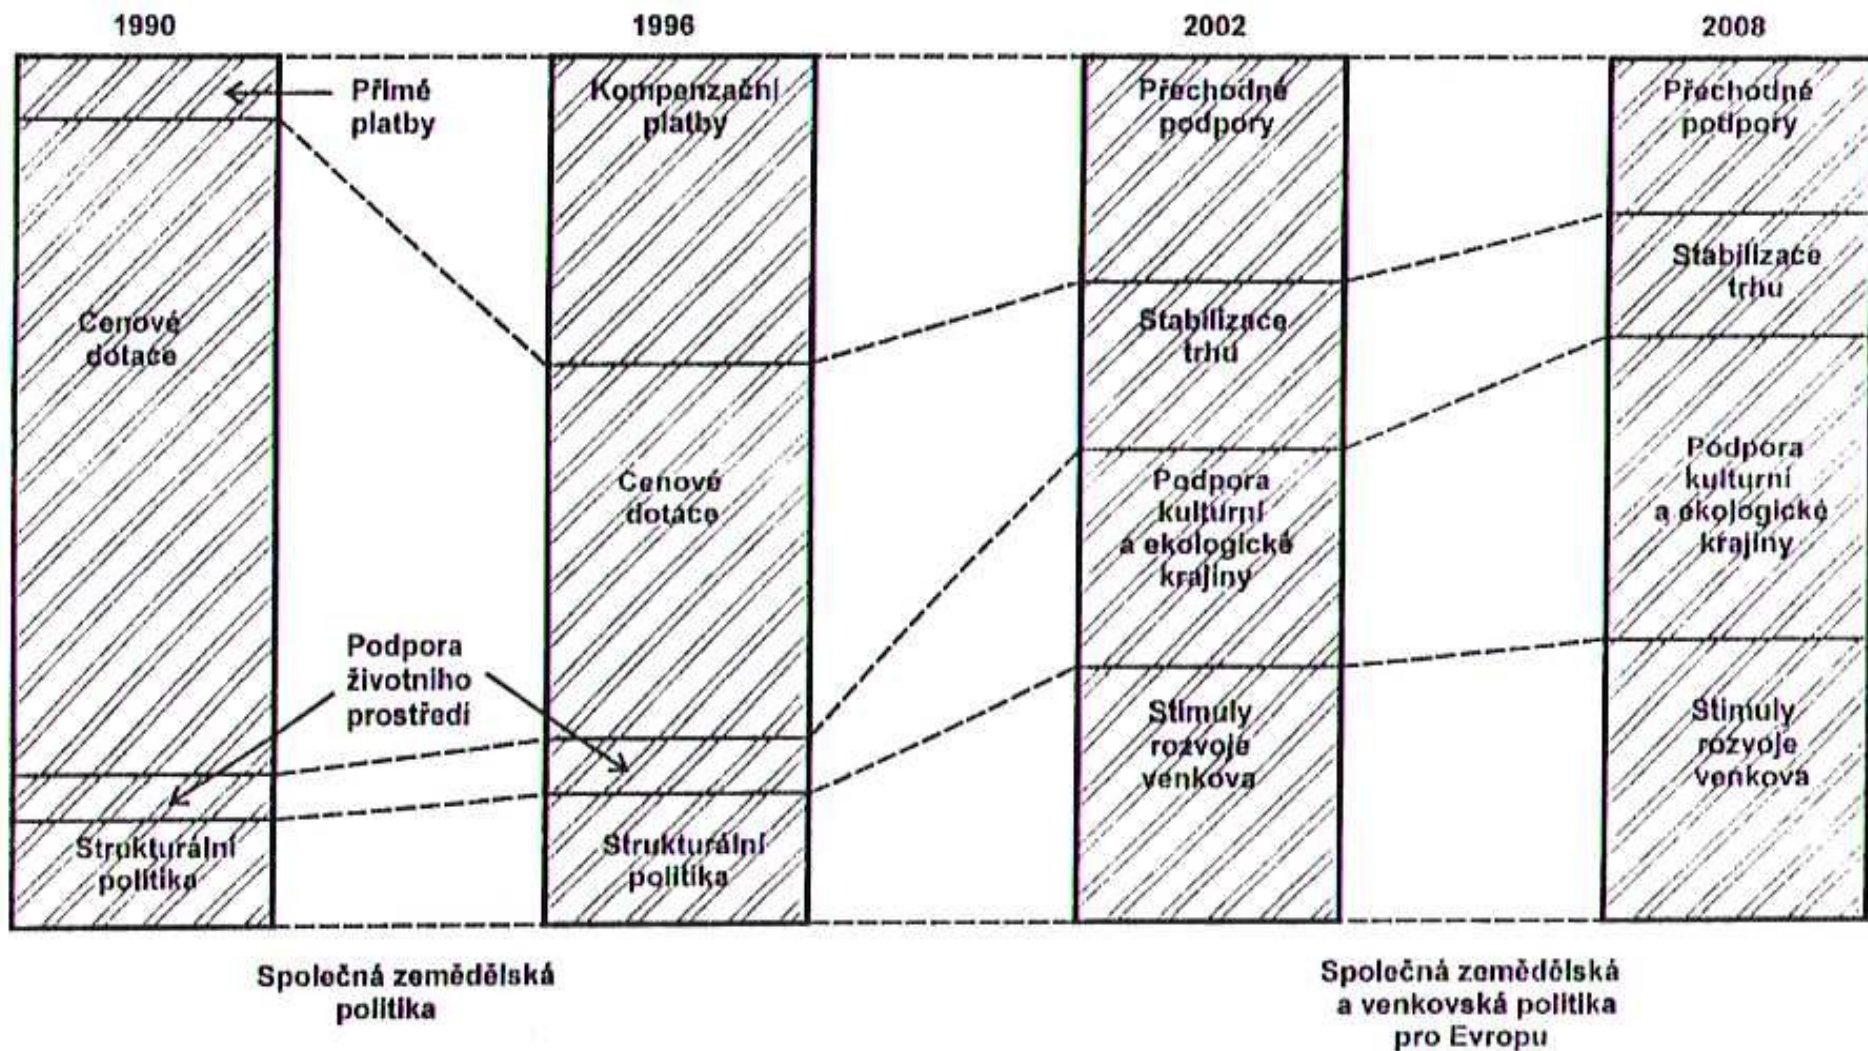 1990
1996
2002
2008
Přímé
platby
Cenové
dotace
Podpora
životního
prostředí
Strukturální
politika
Kompenzační
platby
Cenové
dotace
Strukturální
politika
Přechodné
podpory
Stabilizace
trhu
Podpora
kulturní
a ekologické
krajiny
Stimuly
rozvoje
venkova
Přechodné
podpory
Stabilizace
trhu
Podpora
kulturní
a ekologické
krajiny
Stimuly
rozvoje
venkova
Společná zemědělská
politika
Společná zemědělská
a venkovská politika
pro Evropu